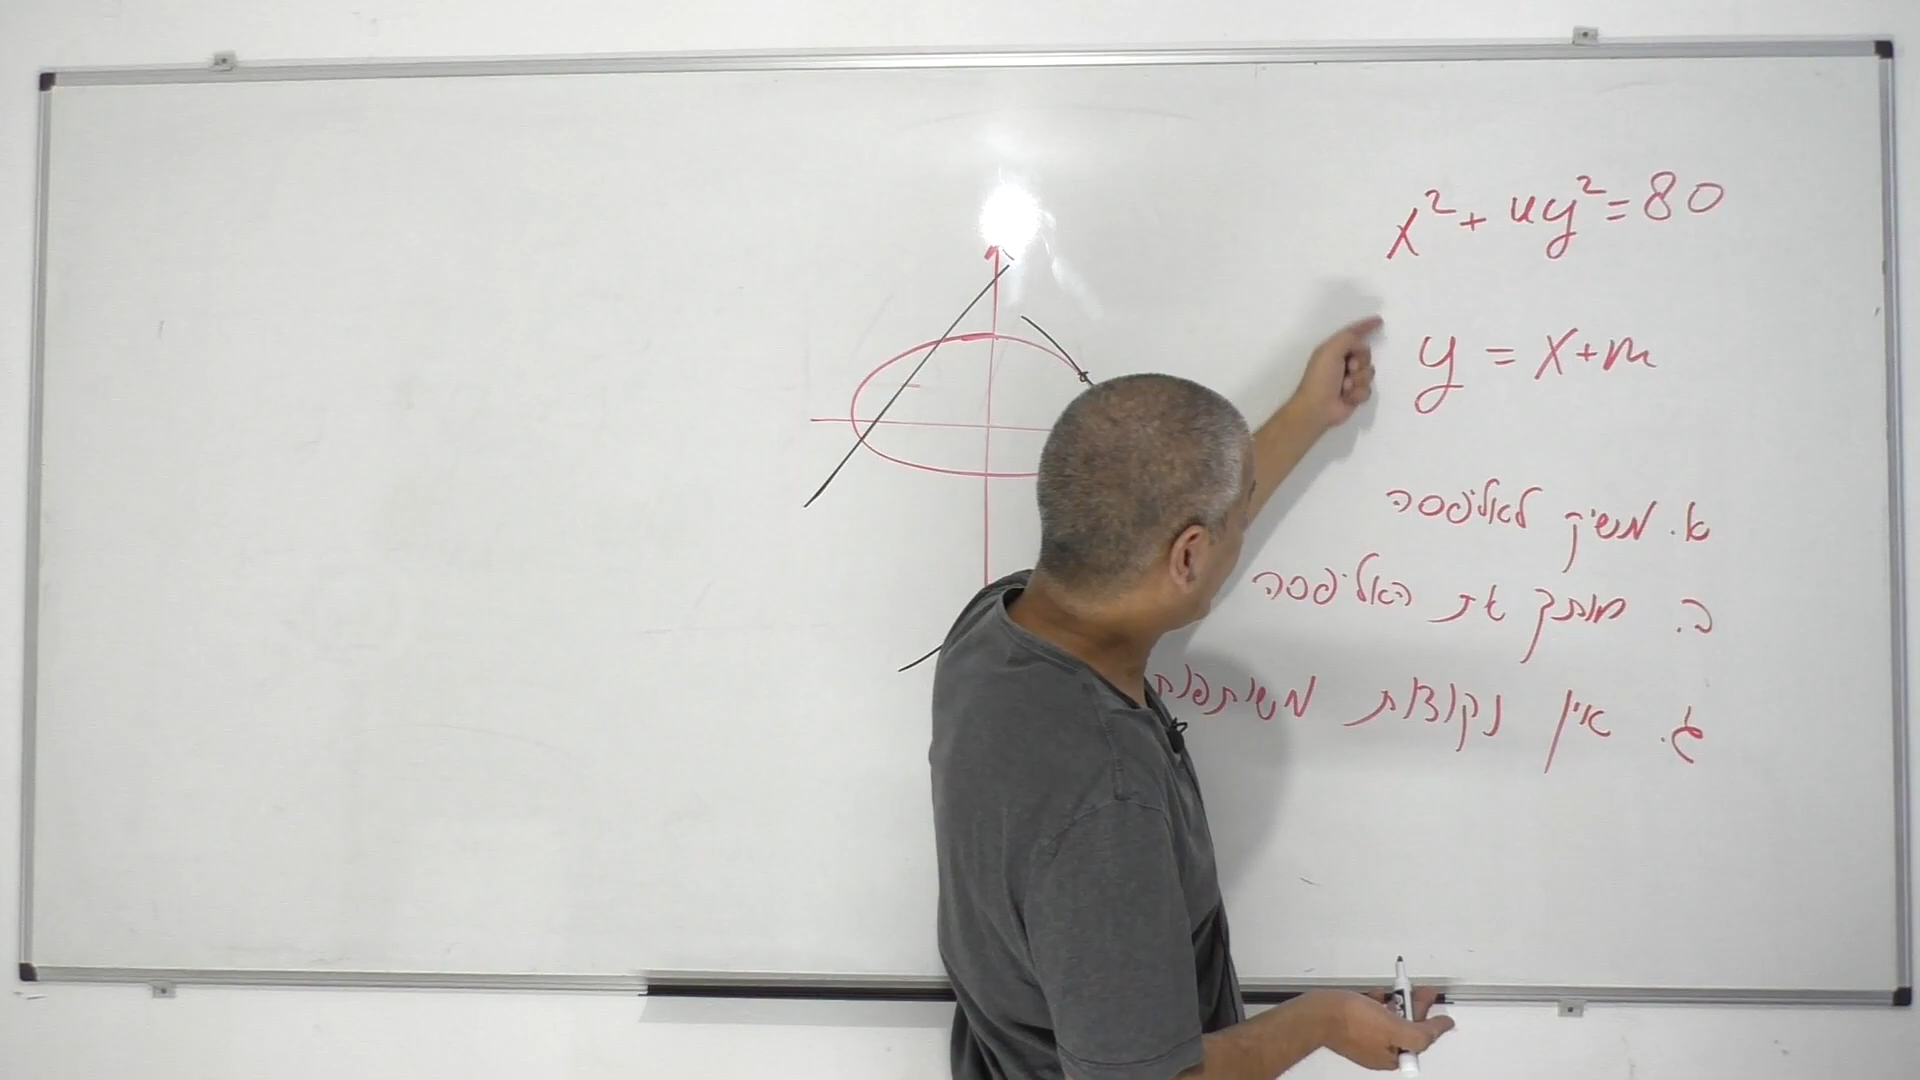 x² + 4y² = 80
y = x+m
א. משיק לאליפסה
ב. חותך את האליפסה
ג. אין נקודות משותפות